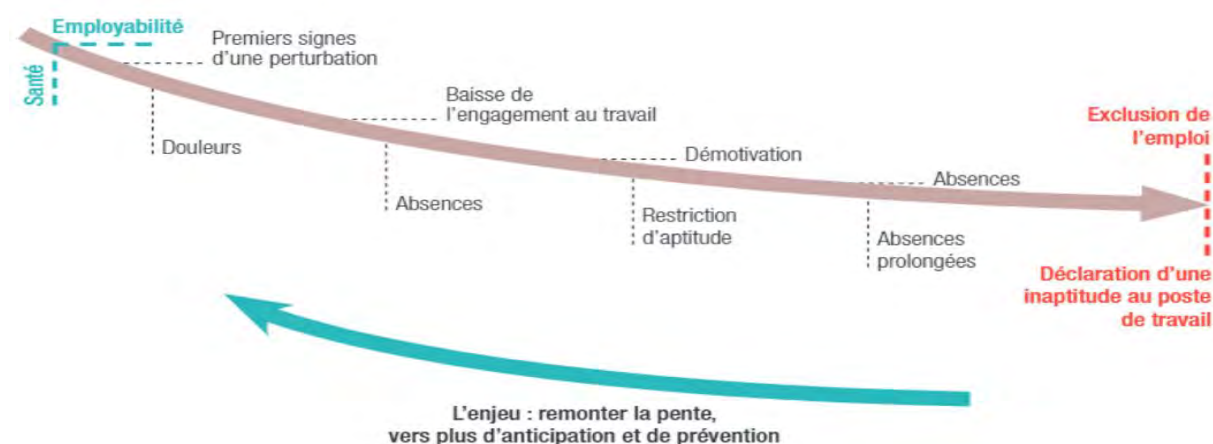 Employabilité
Santé
Premiers signes
d'une perturbation
Douleurs
Baisse de
l'engagement au travail
Absences
Démotivation
Restriction
d'aptitude
Absences
Absences
prolongées
Exclusion de
l'emploi
Déclaration d'une
inaptitude au poste
de travail
L'enjeu : remonter la pente,
vers plus d'anticipation et de prévention